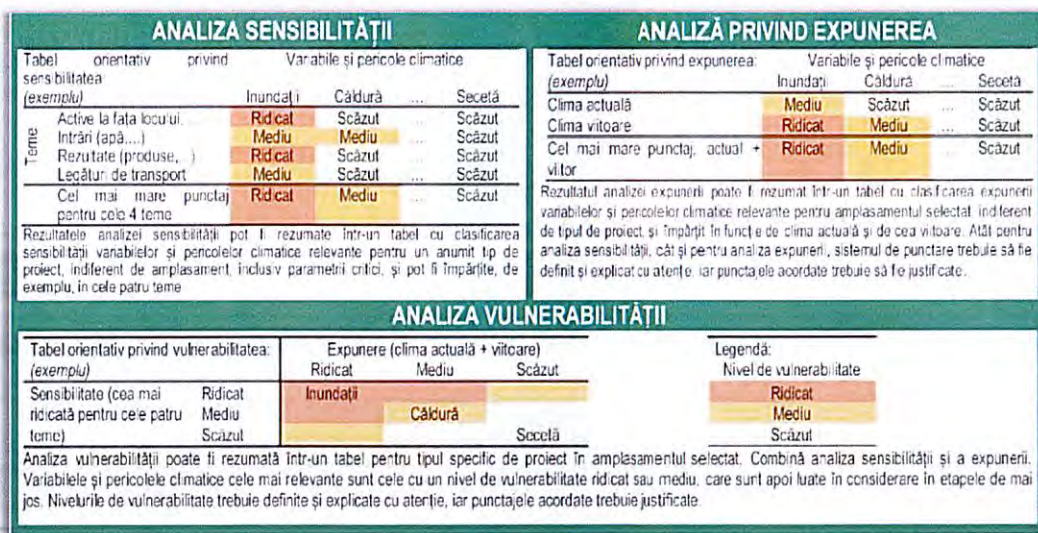 ANALIZA SENSIBILITĂȚII
Tabel orientativ privind sensibilitatea (exemplu) Variabile și pericole climatice
Inundații Căldură ... Secetă
Teme
Active la fața locului... Ridicat Scăzut ... Scăzut
Intrări (apă,...) Mediu Mediu ... Scăzut
Rezultate (produse,...) Ridicat Scăzut ... Scăzut
Legături de transport Mediu Scăzut ... Scăzut
Cel mai mare punctaj pentru cele 4 teme Ridicat Mediu Scăzut
Rezultatele analizei sensibilității pot fi rezumate într-un tabel cu clasificarea
sensibilității variabilelor și pericolelor climatice relevante pentru un anumit tip de
proiect, indiferent de amplasament, inclusiv parametrii critici, și pot fi împărțite, de
exemplu, în cele patru teme
ANALIZĂ PRIVIND EXPUNEREA
Tabel orientativ privind expunerea: Variabile și pericole climatice
(exemplu) Inundații Căldură ... Secetă
Clima actuală Mediu Scăzut ... Scăzut
Clima viitoare Ridicat Mediu ... Scăzut
Cel mai mare punctaj, actual + viitor Ridicat Mediu ... Scăzut
Rezultatul analizei expunerii poate fi rezumat într-un tabel cu clasificarea expunerii
variabilelor și pericolelor climatice relevante pentru amplasamentul selectat, indiferent
de tipul de proiect, și împărțit în funcție de clima actuală și de cea viitoare. Atât pentru
analiza sensibilității, cât și pentru analiza expunerii, sistemul de punctare trebuie să fie
definit și explicat cu atenție, iar punctajele acordate trebuie să fie justificate.
ANALIZA VULNERABILITĂȚII
Tabel orientativ privind vulnerabilitatea: Expunere (clima actuală + viitoare)
(exemplu) Ridicat Mediu Scăzut
Sensibilitate (cea mai Ridicat Inundații
ridicată pentru cele patru Mediu Căldură
teme) Scăzut Secetă
Legendă:
Nivel de vulnerabilitate
Ridicat
Mediu
Scăzut
Analiza vulnerabilității poate fi rezumată într-un tabel pentru tipul specific de proiect în amplasamentul selectat. Combină analiza sensibilității și a expunerii.
Variabilele și pericolele climatice cele mai relevante sunt cele cu un nivel de vulnerabilitate ridicat sau mediu, care sunt apoi luate în considerare în etapele de mai
jos. Nivelurile de vulnerabilitate trebuie definite și explicate cu atenție, iar punctajele acordate trebuie justificate.